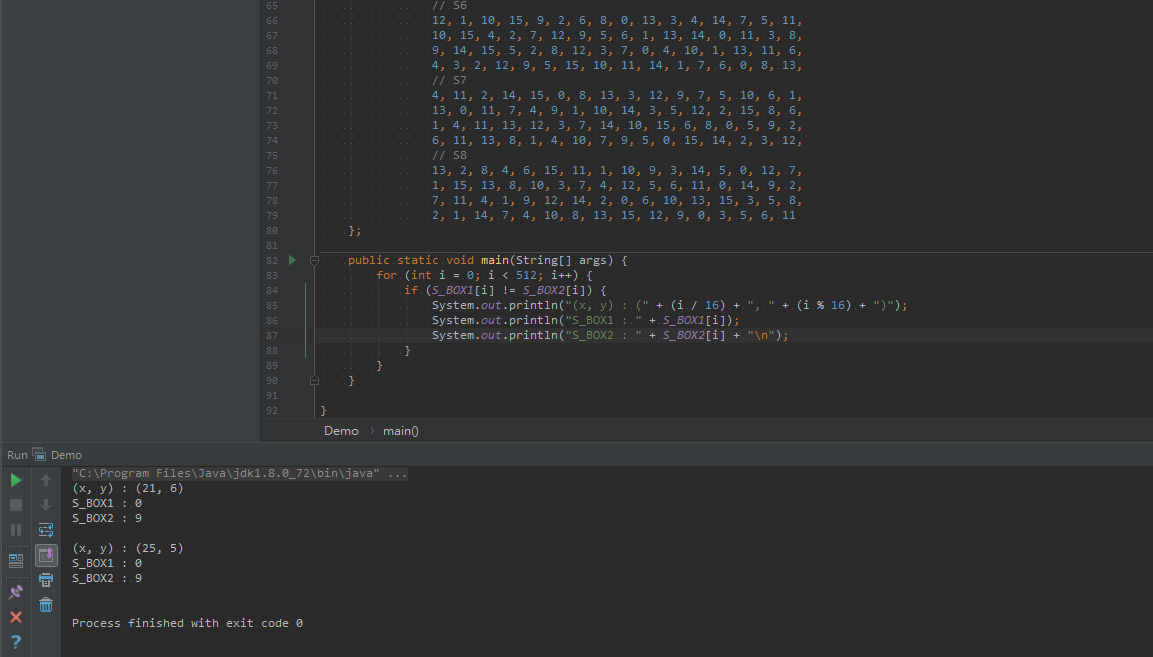 65 // S6
66 12, 1, 10, 15, 9, 2, 6, 8, 0, 13, 3, 4, 14, 7, 5, 11,
67 10, 15, 4, 2, 7, 12, 9, 5, 6, 1, 13, 14, 0, 11, 3, 8,
68 9, 14, 15, 5, 2, 8, 12, 3, 7, 0, 4, 10, 1, 13, 11, 6,
69 4, 3, 2, 12, 9, 5, 15, 10, 11, 14, 1, 7, 6, 0, 8, 13,
70 // S7
71 4, 11, 2, 14, 15, 0, 8, 13, 3, 12, 9, 7, 5, 10, 6, 1,
72 13, 0, 11, 7, 4, 9, 1, 10, 14, 3, 5, 12, 2, 15, 8, 6,
73 1, 4, 11, 13, 12, 3, 7, 14, 10, 15, 6, 8, 0, 5, 9, 2,
74 6, 11, 13, 8, 1, 4, 10, 7, 9, 5, 0, 15, 14, 2, 3, 12,
75 // S8
76 13, 2, 8, 4, 6, 15, 11, 1, 10, 9, 3, 14, 5, 0, 12, 7,
77 1, 15, 13, 8, 10, 3, 7, 4, 12, 5, 6, 11, 0, 14, 9, 2,
78 7, 11, 4, 1, 9, 12, 14, 2, 0, 6, 10, 13, 15, 3, 5, 8,
79 2, 1, 14, 7, 4, 10, 8, 13, 15, 12, 9, 0, 3, 5, 6, 11
80 };
81
82 public static void main(String[] args) {
83 for (int i = 0; i < 512; i++) {
84 if (S_BOX1[i] != S_BOX2[i]) {
85 System.out.println("(x, y) : (" + (i / 16) + ", " + (i % 16) + ")");
86 System.out.println("S_BOX1 : " + S_BOX1[i]);
87 System.out.println("S_BOX2 : " + S_BOX2[i] + "\n");
88 }
89 }
90 }
91
92 }
Demo › main()
Run Demo
"C:\Program Files\Java\jdk1.8.0_72\bin\java" ...
(x, y) : (21, 6)
S_BOX1 : 0
S_BOX2 : 9
(x, y) : (25, 5)
S_BOX1 : 0
S_BOX2 : 9
Process finished with exit code 0